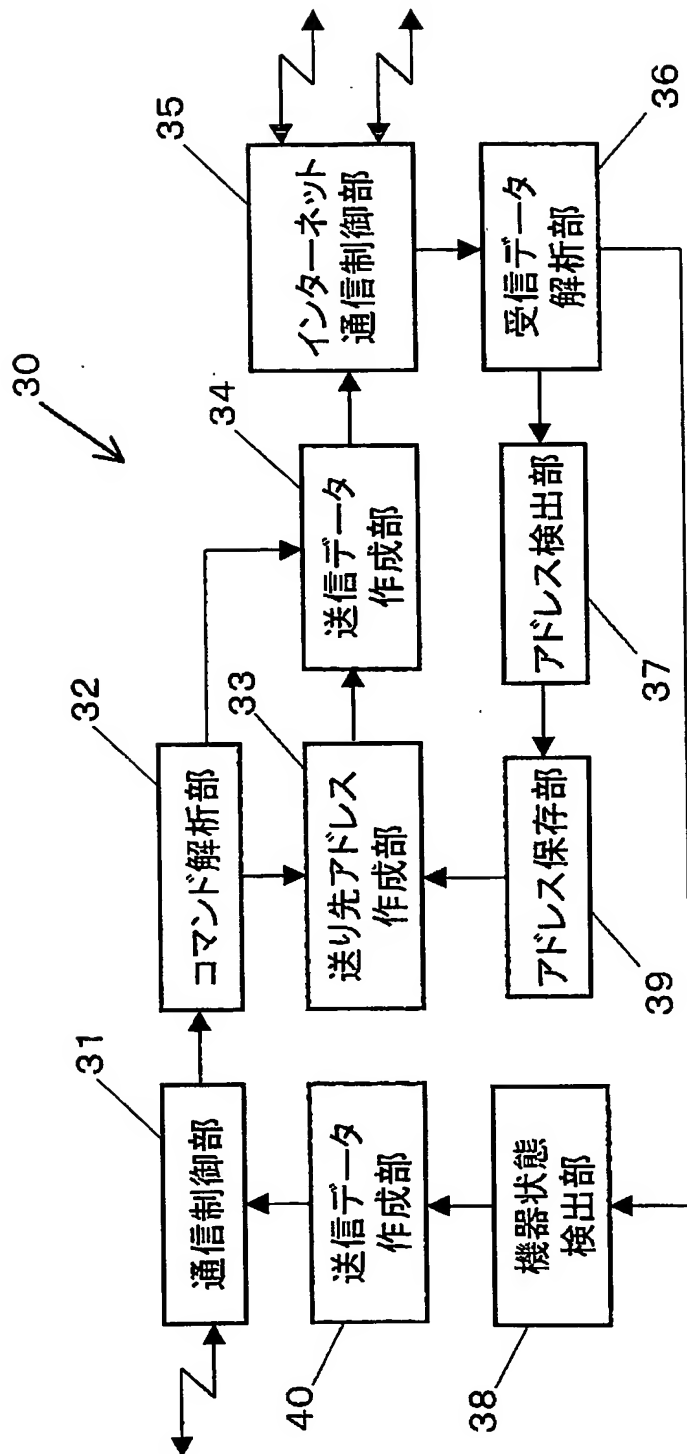 30
31
通信制御部
32
コマンド解析部
33
送り先アドレス
作成部
34
送信データ
作成部
35
インターネット
通信制御部
36
受信データ
解析部
アドレス検出部
37
アドレス保存部
39
送信データ
作成部
40
機器状態
検出部
38